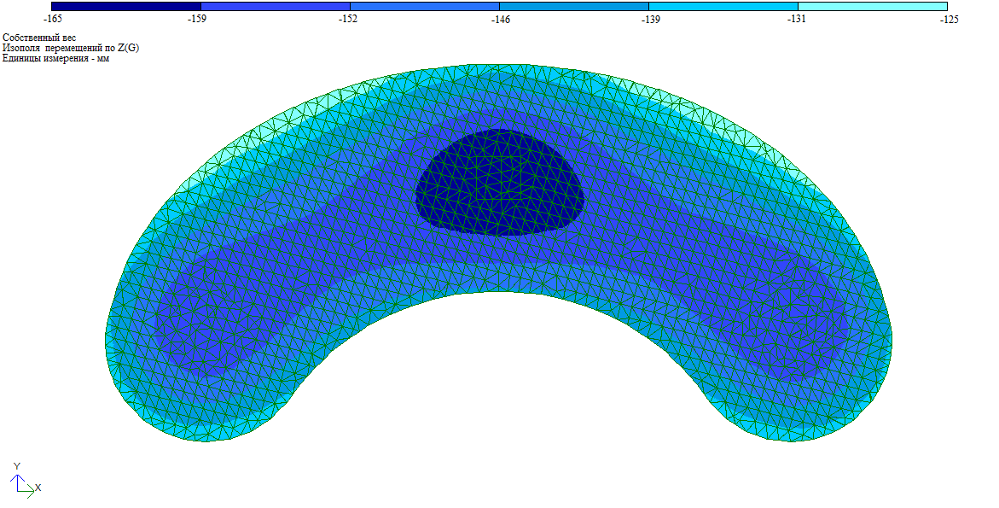 -165 -159 -152 -146 -139 -131 -125
Собственный вес
Изополя перемещений по Z(G)
Единицы измерения - мм
Y
X